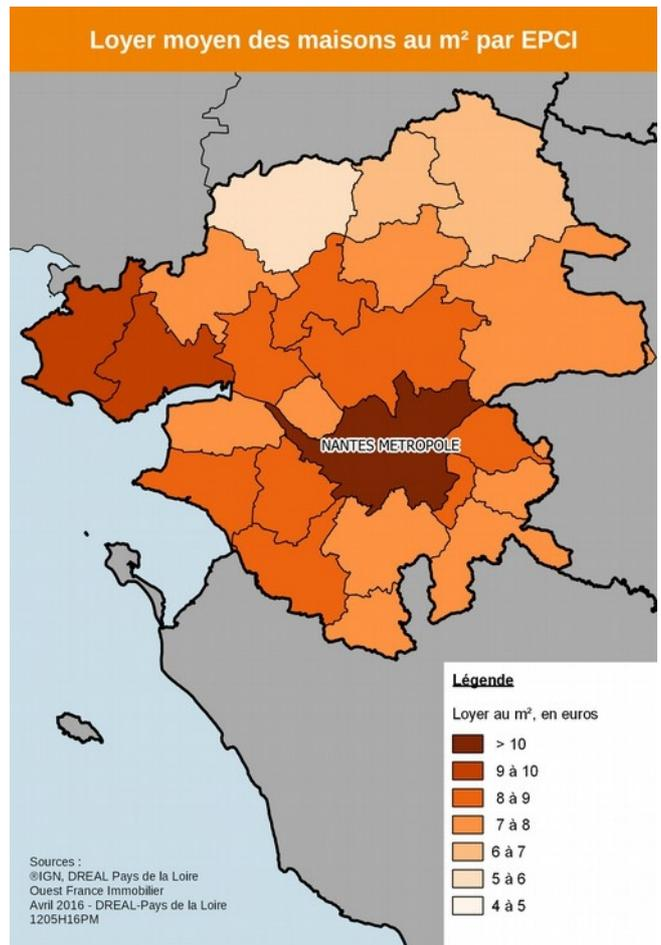 Loyer moyen des maisons au m² par EPCI
NANTES METROPOLE
Légende
Loyer au m², en euros
> 10
9 à 10
8 à 9
7 à 8
6 à 7
5 à 6
4 à 5
Sources :
®IGN, DREAL Pays de la Loire
Ouest France Immobilier
Avril 2016 - DREAL-Pays de la Loire
1205H16PM